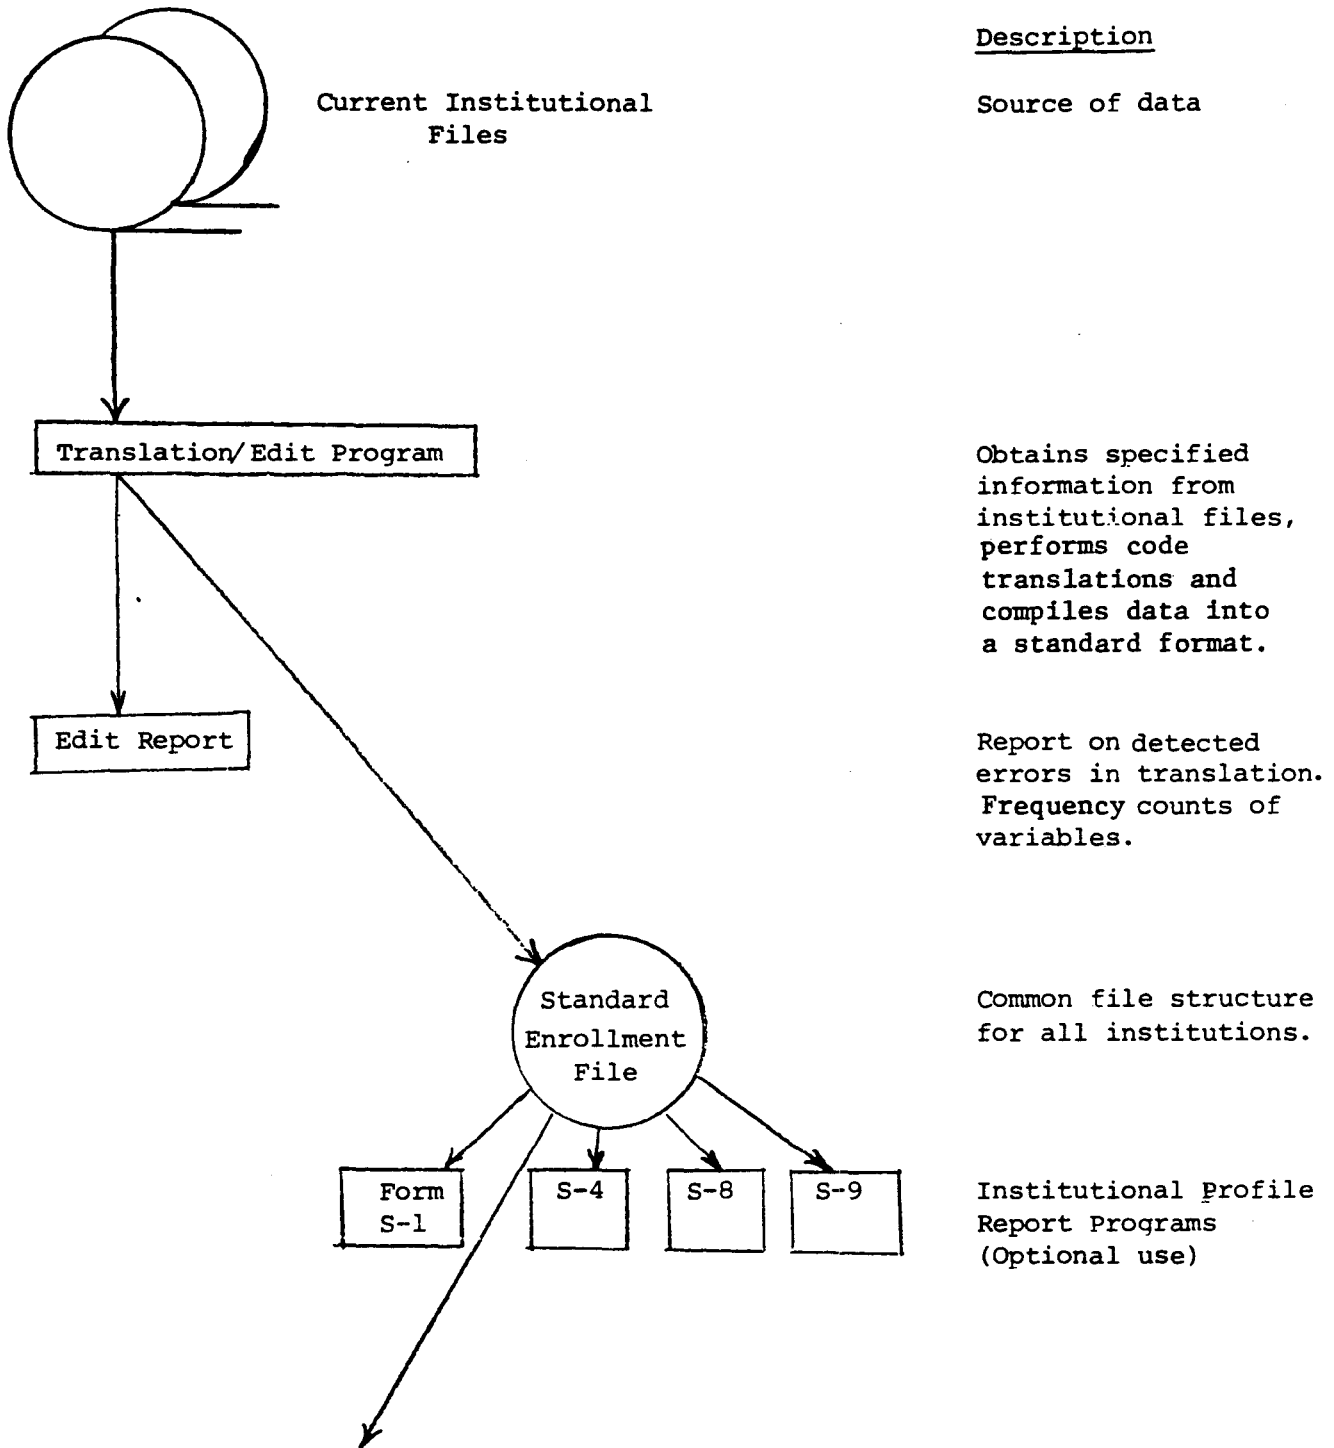 Description
Current Institutional
Files
Source of data
Translation/Edit Program
Obtains specified
information from
institutional files,
performs code
translations and
compiles data into
a standard format.
Edit Report
Report on detected
errors in translation.
Frequency counts of
variables.
Standard
Enrollment
File
Common file structure
for all institutions.
Form
S-1
S-4
S-8
S-9
Institutional Profile
Report Programs
(Optional use)